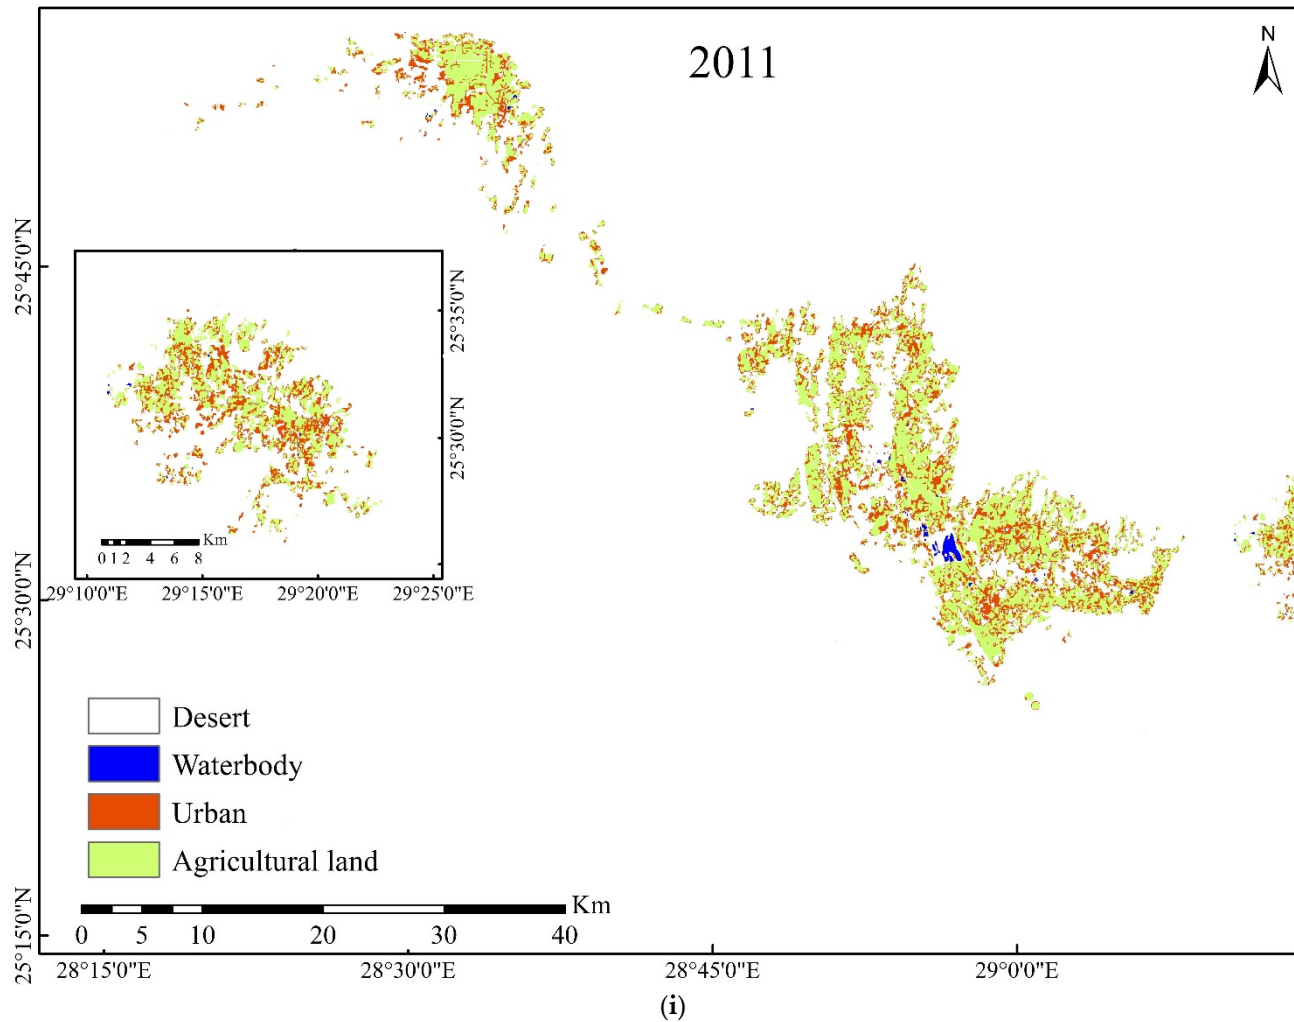 2011
N
25°45'0"N
25°30'0"N
25°15'0"N
25°35'0"N
25°30'0"N
Km
0 1 2 4 6 8
29°10'0"E 29°15'0"E 29°20'0"E 29°25'0"E
Desert
Waterbody
Urban
Agricultural land
Km
0 5 10 20 30 40
28°15'0"E 28°30'0"E 28°45'0"E 29°0'0"E
(i)